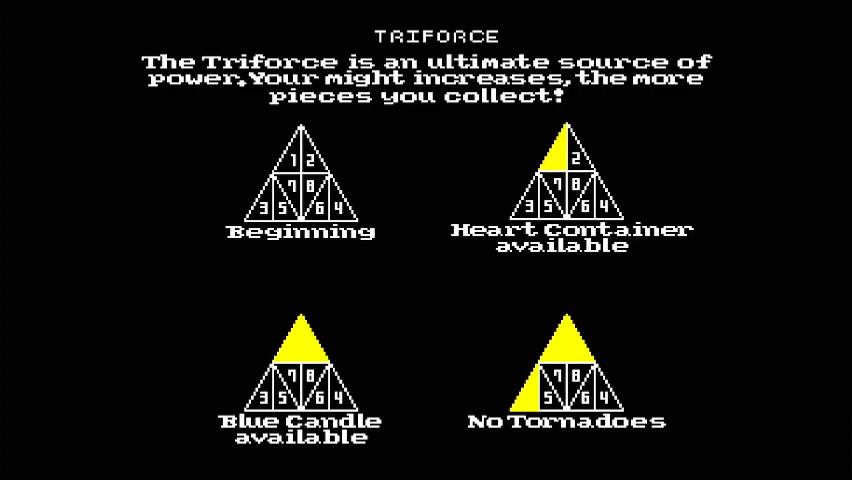 TRIFORCE
The Triforce is an ultimate source of
power. Your might increases, the more
pieces you collect!
1 2
7 8
3 5 6 4
Beginning
2
7 8
3 5 6 4
Heart Container
available
7 8
3 5 6 4
Blue Candle
available
7 8
5 6 4
No Tornadoes